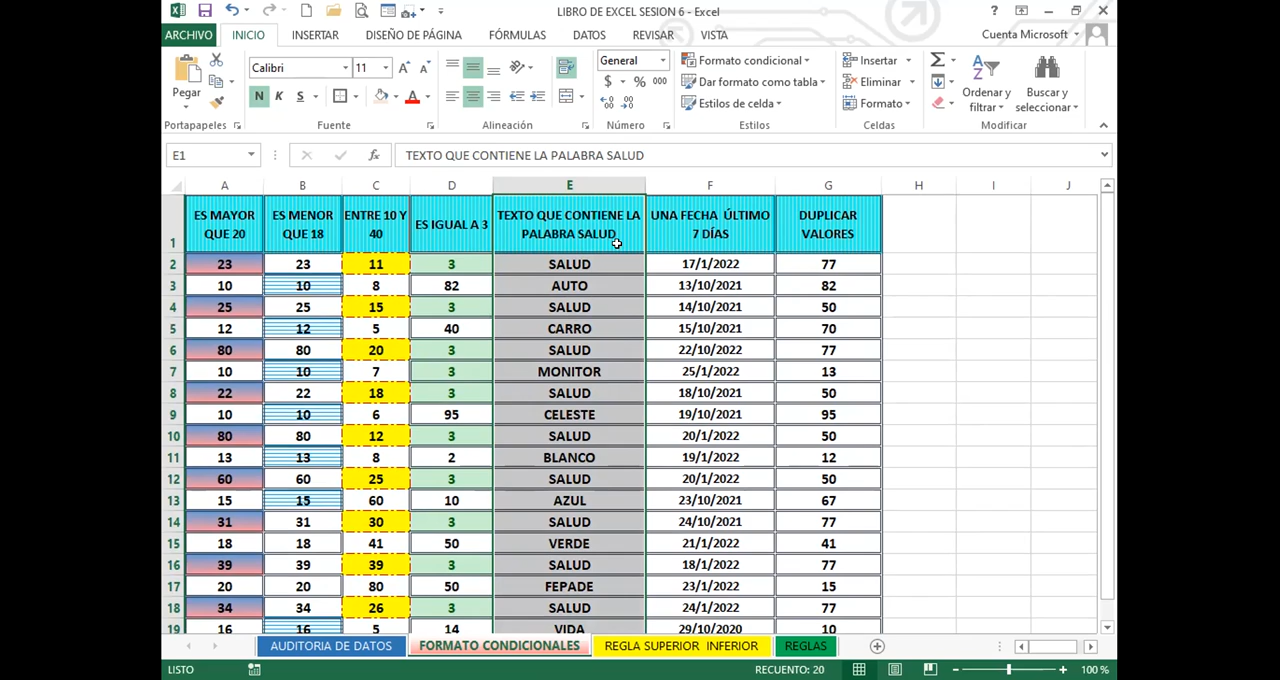 LIBRO DE EXCEL SESION 6 - Excel
ARCHIVO INICIO INSERTAR DISEÑO DE PÁGINA FÓRMULAS DATOS REVISAR VISTA Cuenta Microsoft
Pegar
Calibri 11
N K S
General
$ % 000
Formato condicional
Dar formato como tabla
Estilos de celda
Insertar
Eliminar
Formato
Ordenar y filtrar
Buscar y seleccionar
Portapapeles Fuente Alineación Número Estilos Celdas Modificar
E1 fx TEXTO QUE CONTIENE LA PALABRA SALUD
A B C D E F G H I J
1 ES MAYOR QUE 20 ES MENOR QUE 18 ENTRE 10 Y 40 ES IGUAL A 3 TEXTO QUE CONTIENE LA PALABRA SALUD UNA FECHA ÚLTIMO 7 DÍAS DUPLICAR VALORES
2 23 23 11 3 SALUD 17/1/2022 77
3 10 10 8 82 AUTO 13/10/2021 82
4 25 25 15 3 SALUD 14/10/2021 50
5 12 12 5 40 CARRO 15/10/2021 70
6 80 80 20 3 SALUD 22/10/2021 77
7 10 10 7 3 MONITOR 25/1/2022 13
8 22 22 18 3 SALUD 18/10/2021 50
9 10 10 6 95 CELESTE 19/10/2021 95
10 80 80 12 3 SALUD 20/1/2022 50
11 13 13 8 2 BLANCO 19/1/2022 12
12 60 60 25 3 SALUD 20/1/2022 50
13 15 15 60 10 AZUL 23/10/2021 67
14 31 31 30 3 SALUD 24/10/2021 77
15 18 18 41 50 VERDE 21/1/2022 41
16 39 39 39 3 SALUD 18/1/2022 77
17 20 20 80 50 FEPADE 23/1/2022 15
18 34 34 26 3 SALUD 24/1/2022 77
19 16 16 5 14 VIDA 29/10/2020 10
AUDITORIA DE DATOS FORMATO CONDICIONALES REGLA SUPERIOR INFERIOR REGLAS
LISTO RECUENTO: 20 100 %